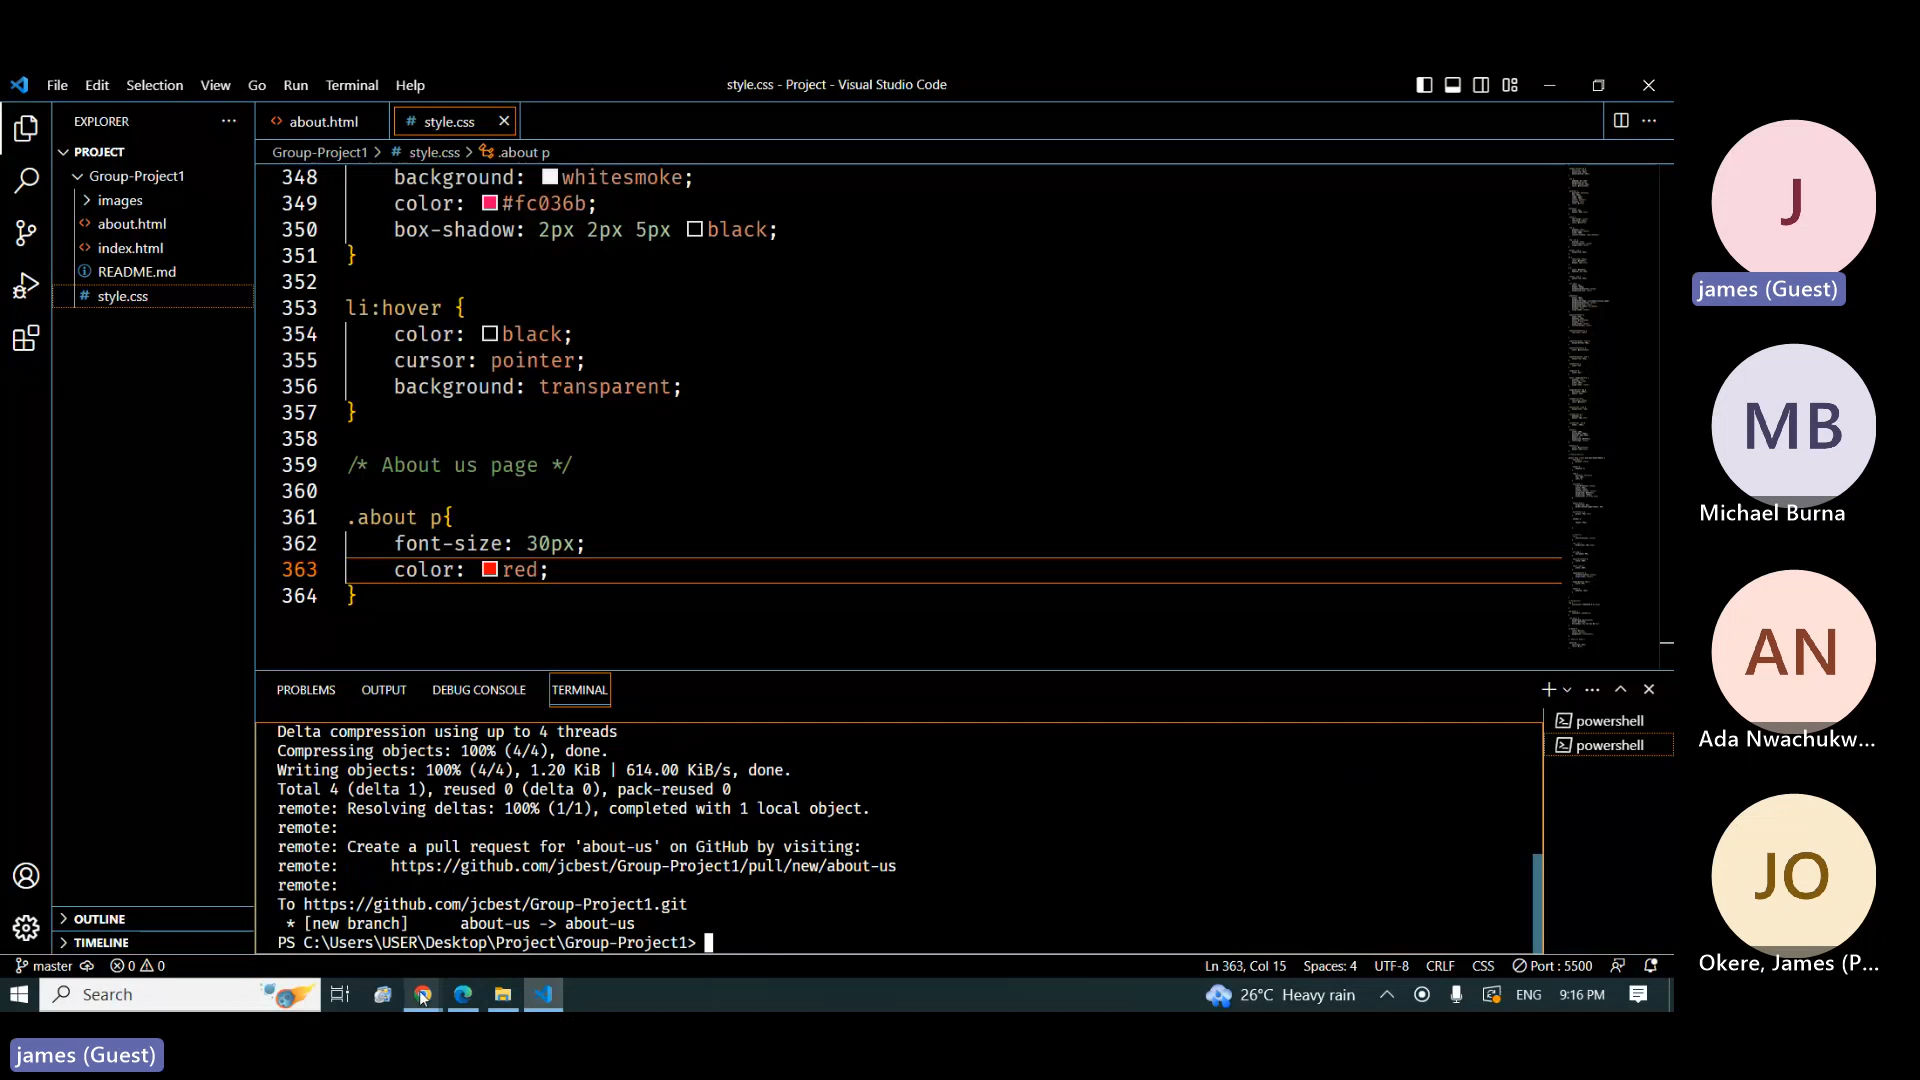 File Edit Selection View Go Run Terminal Help
style.css - Project - Visual Studio Code
EXPLORER
PROJECT
Group-Project1
images
about.html
index.html
README.md
style.css
OUTLINE
TIMELINE
about.html
style.css
Group-Project1 > # style.css > .about p
348 background: whitesmoke;
349 color: #fc036b;
350 box-shadow: 2px 2px 5px black;
351 }
352
353 li:hover {
354 color: black;
355 cursor: pointer;
356 background: transparent;
357 }
358
359 /* About us page */
360
361 .about p{
362 font-size: 30px;
363 color: red;
364 }
PROBLEMS OUTPUT DEBUG CONSOLE TERMINAL
Delta compression using up to 4 threads
Compressing objects: 100% (4/4), done.
Writing objects: 100% (4/4), 1.20 KiB | 614.00 KiB/s, done.
Total 4 (delta 1), reused 0 (delta 0), pack-reused 0
remote: Resolving deltas: 100% (1/1), completed with 1 local object.
remote:
remote: Create a pull request for 'about-us' on GitHub by visiting:
remote: https://github.com/jcbest/Group-Project1/pull/new/about-us
remote:
To https://github.com/jcbest/Group-Project1.git
* [new branch] about-us -> about-us
PS C:\Users\USER\Desktop\Project\Group-Project1>
powershell
powershell
master 0 0
Ln 363, Col 15 Spaces: 4 UTF-8 CRLF CSS Port : 5500
Search
26°C Heavy rain
ENG
9:16 PM
J
james (Guest)
MB
Michael Burna
AN
Ada Nwachukw...
JO
Okere, James (P...
james (Guest)